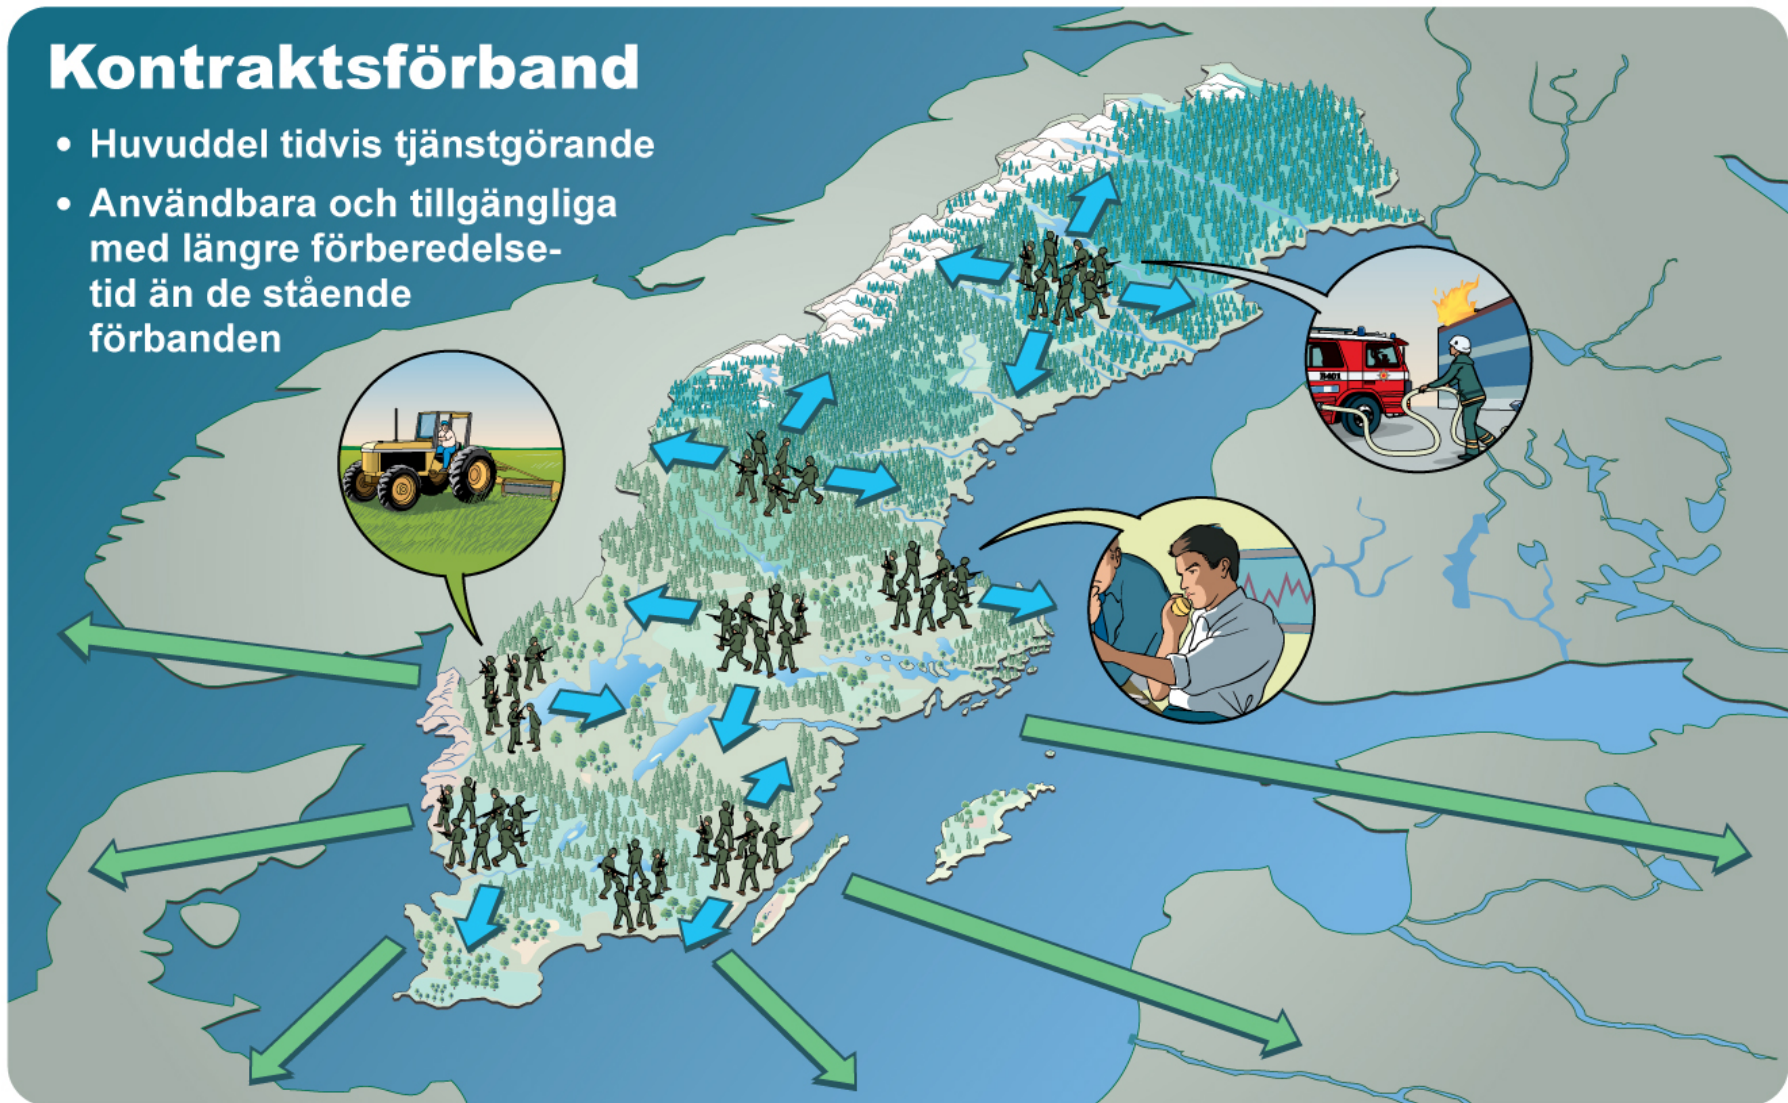 Kontraktsförband
• Huvuddel tidvis tjänstgörande
• Användbara och tillgängliga
med längre förberedelse-
tid än de stående
förbanden